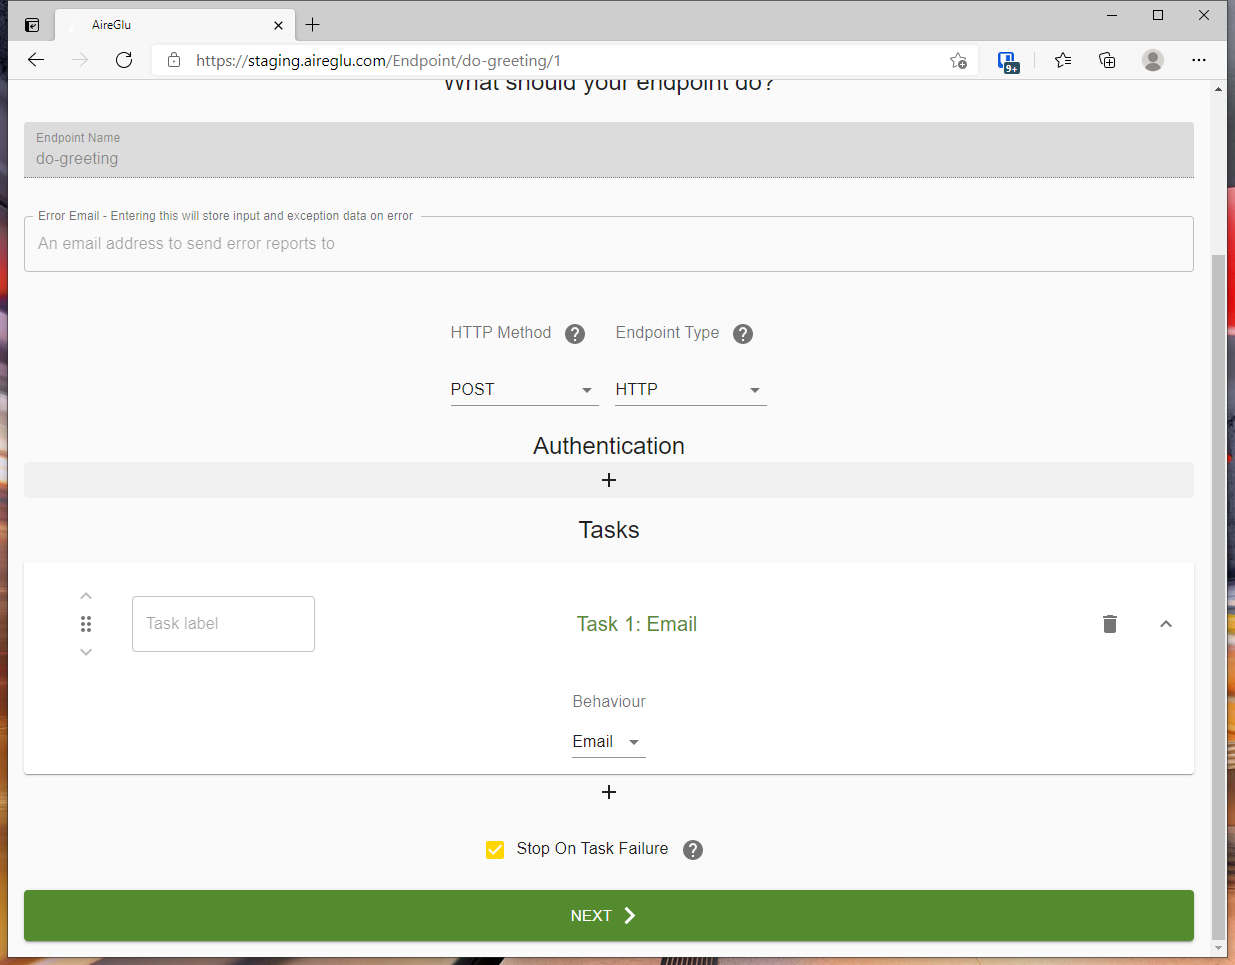 AireGlu
https://staging.aireglu.com/Endpoint/do-greeting/1
9+
What should your endpoint do?
Endpoint Name
do-greeting
Error Email - Entering this will store input and exception data on error
An email address to send error reports to
HTTP Method ? Endpoint Type ?
POST HTTP
Authentication
+
Tasks
Task label
Task 1: Email
Behaviour
Email
+
Stop On Task Failure ?
NEXT